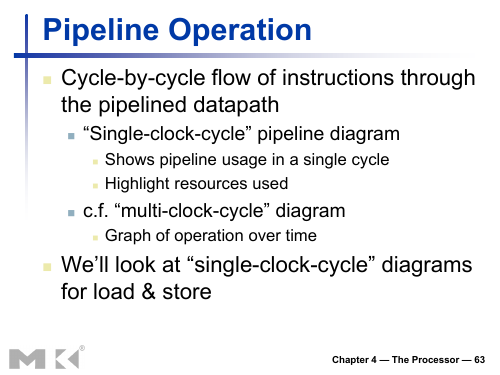 Pipeline Operation
Cycle-by-cycle flow of instructions through
the pipelined datapath
“Single-clock-cycle” pipeline diagram
Shows pipeline usage in a single cycle
Highlight resources used
c.f. “multi-clock-cycle” diagram
Graph of operation over time
We’ll look at “single-clock-cycle” diagrams
for load & store
MK®
Chapter 4 — The Processor — 63